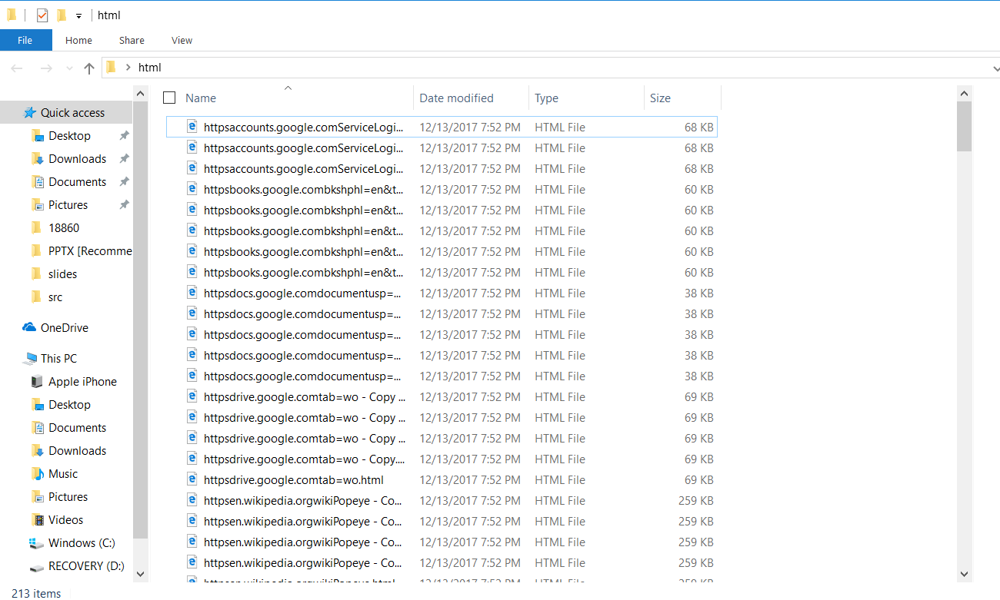 html
File Home Share View
html
Name Date modified Type Size
Quick access
Desktop
Downloads
Documents
Pictures
18860
PPTX [Recomme
slides
src
OneDrive
This PC
Apple iPhone
Desktop
Documents
Downloads
Music
Pictures
Videos
Windows (C:)
RECOVERY (D:)
httpsaccounts.google.comServiceLogi... 12/13/2017 7:52 PM HTML File 68 KB
httpsaccounts.google.comServiceLogi... 12/13/2017 7:52 PM HTML File 68 KB
httpsaccounts.google.comServiceLogi... 12/13/2017 7:52 PM HTML File 68 KB
httpsbooks.google.combkshphl=en&t... 12/13/2017 7:52 PM HTML File 60 KB
httpsbooks.google.combkshphl=en&t... 12/13/2017 7:52 PM HTML File 60 KB
httpsbooks.google.combkshphl=en&t... 12/13/2017 7:52 PM HTML File 60 KB
httpsbooks.google.combkshphl=en&t... 12/13/2017 7:52 PM HTML File 60 KB
httpsbooks.google.combkshphl=en&t... 12/13/2017 7:52 PM HTML File 60 KB
httpsdocs.google.comdocumentusp=... 12/13/2017 7:52 PM HTML File 38 KB
httpsdocs.google.comdocumentusp=... 12/13/2017 7:52 PM HTML File 38 KB
httpsdocs.google.comdocumentusp=... 12/13/2017 7:52 PM HTML File 38 KB
httpsdocs.google.comdocumentusp=... 12/13/2017 7:52 PM HTML File 38 KB
httpsdocs.google.comdocumentusp=... 12/13/2017 7:52 PM HTML File 38 KB
httpsdrive.google.comtab=wo - Copy ... 12/13/2017 7:52 PM HTML File 69 KB
httpsdrive.google.comtab=wo - Copy ... 12/13/2017 7:52 PM HTML File 69 KB
httpsdrive.google.comtab=wo - Copy ... 12/13/2017 7:52 PM HTML File 69 KB
httpsdrive.google.comtab=wo - Copy.... 12/13/2017 7:52 PM HTML File 69 KB
httpsdrive.google.comtab=wo.html 12/13/2017 7:52 PM HTML File 69 KB
httpsen.wikipedia.orgwikiPopeye - Co... 12/13/2017 7:52 PM HTML File 259 KB
httpsen.wikipedia.orgwikiPopeye - Co... 12/13/2017 7:52 PM HTML File 259 KB
httpsen.wikipedia.orgwikiPopeye - Co... 12/13/2017 7:52 PM HTML File 259 KB
httpsen.wikipedia.orgwikiPopeye - Co... 12/13/2017 7:52 PM HTML File 259 KB
213 items